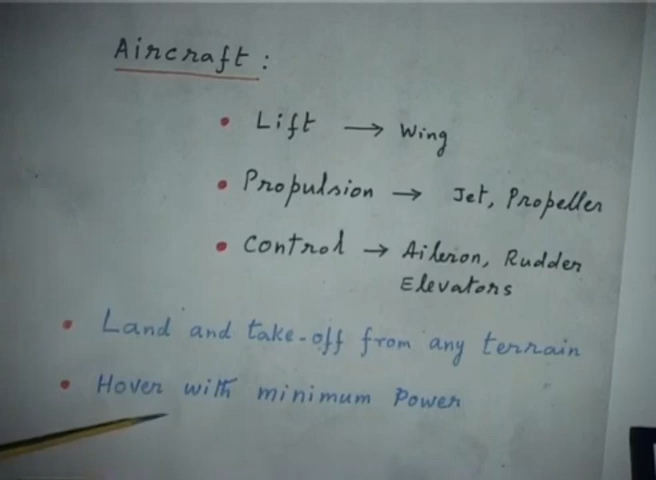 Aircraft :
• Lift → Wing
• Propulsion → Jet, Propeller
• Control → Aileron, Rudder
Elevators
• Land and take-off from any terrain
• Hover with minimum Power